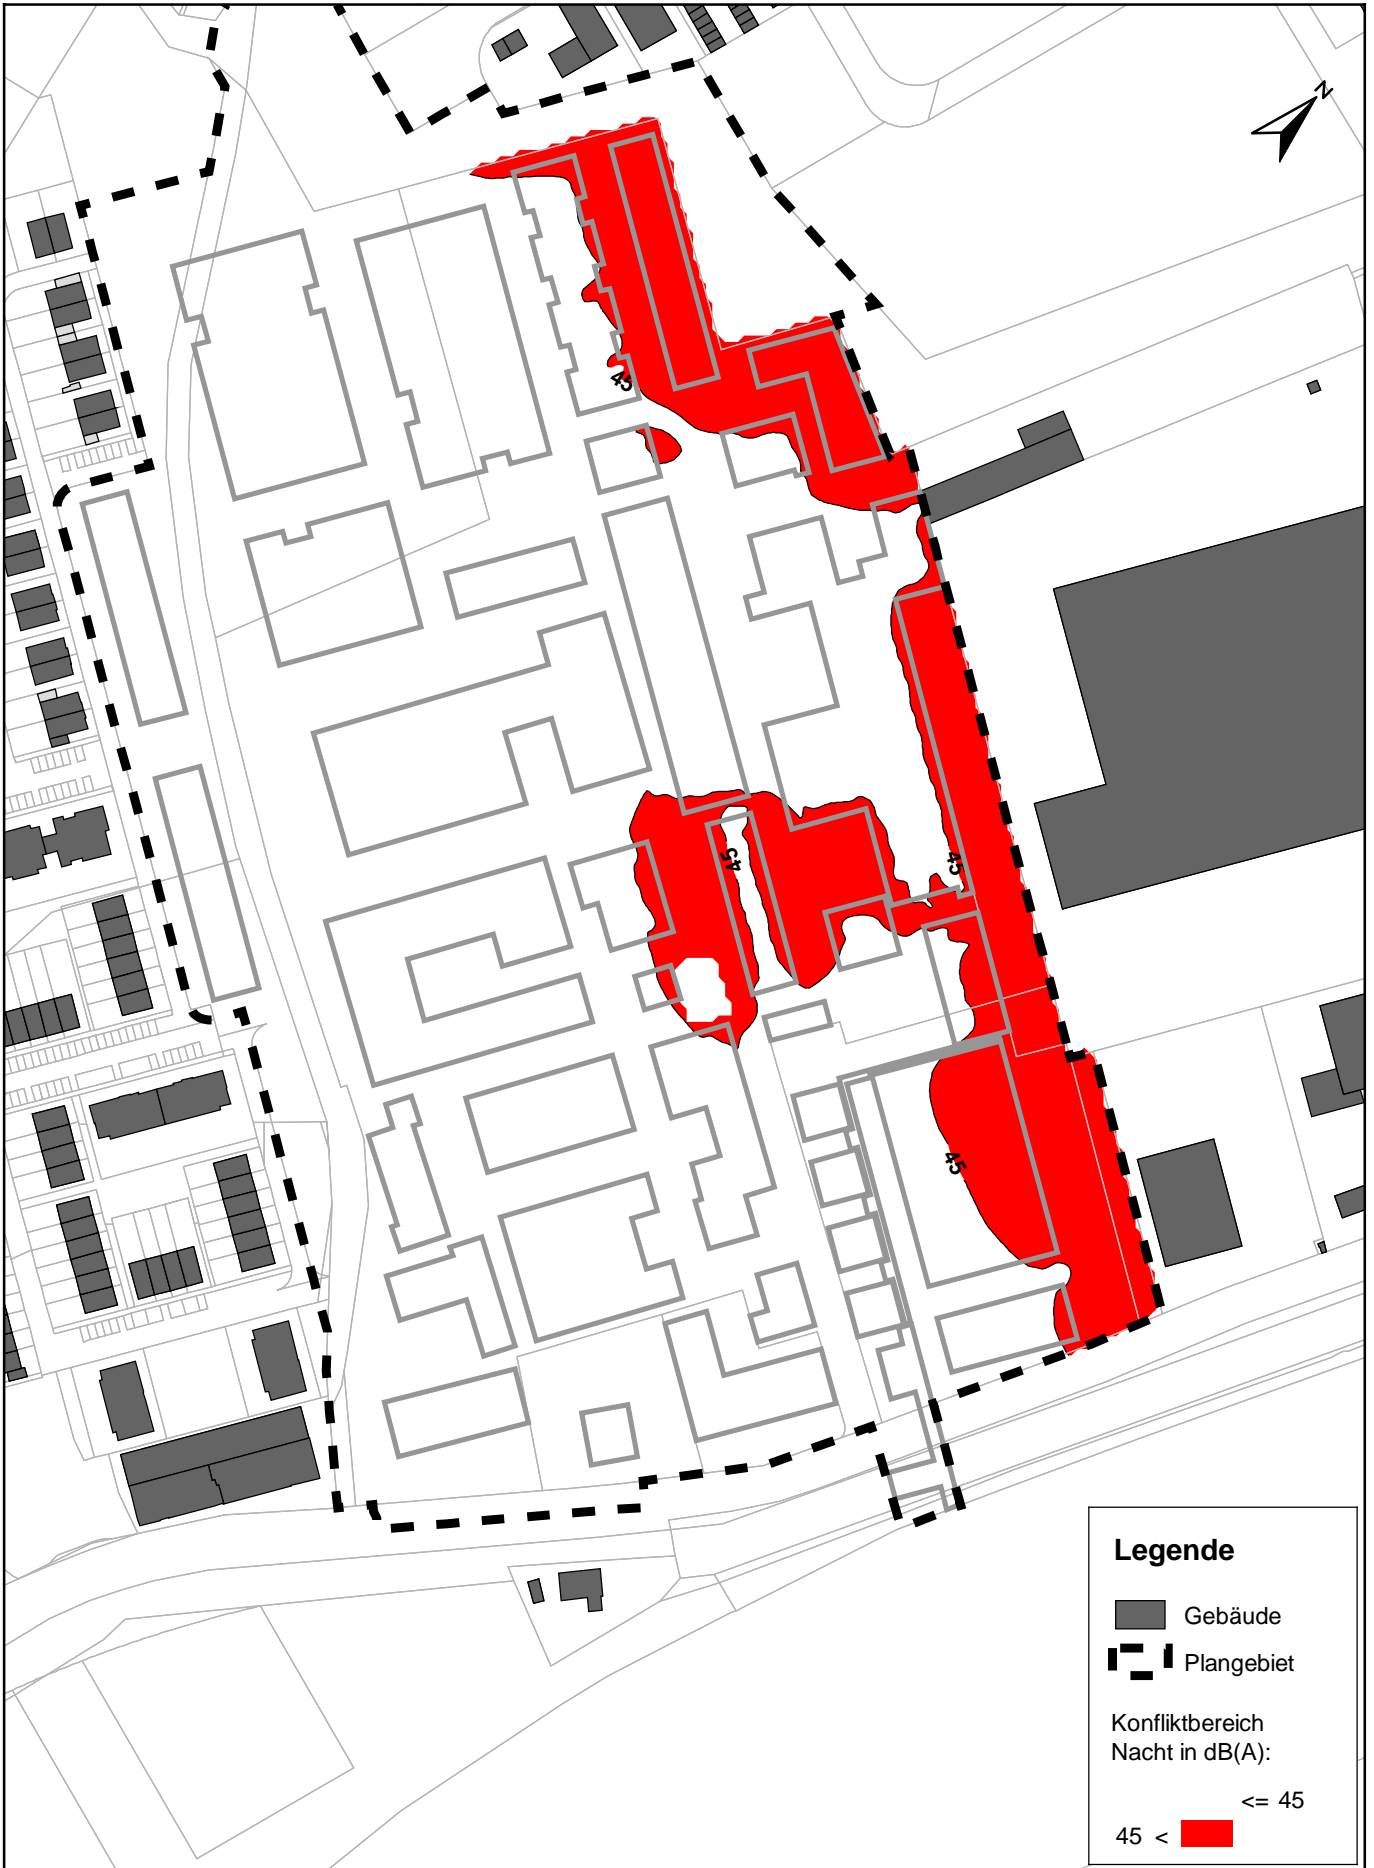 N
45
45
45
45
Legende
Gebäude
Plangebiet
Konfliktbereich
Nacht in dB(A):
<= 45
45 <